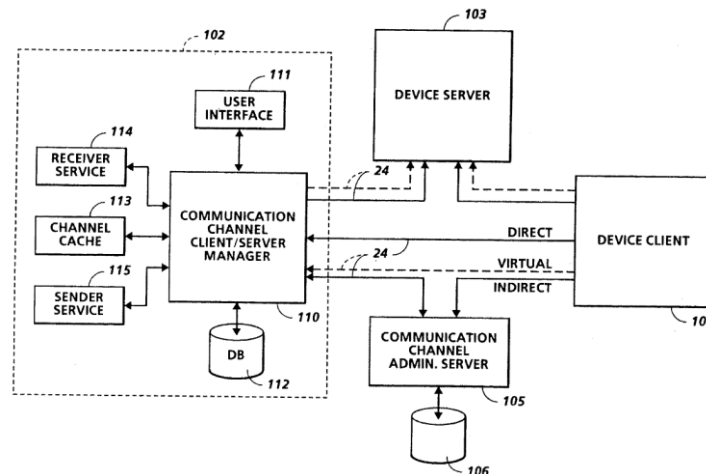 102
103
111
USER
INTERFACE
DEVICE SERVER
114
RECEIVER
SERVICE
24
113
CHANNEL
CACHE
COMMUNICATION
CHANNEL
CLIENT/SERVER
MANAGER
DIRECT
DEVICE CLIENT
115
24
VIRTUAL
SENDER
SERVICE
INDIRECT
110
10
DB
COMMUNICATION
CHANNEL
ADMIN. SERVER
112
105
106